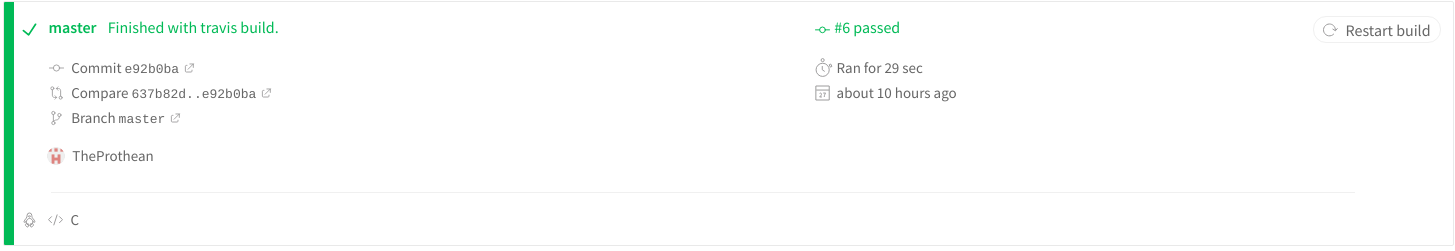 master Finished with travis build.
#6 passed
Restart build
Commit e92b0ba
Ran for 29 sec
Compare 637b82d..e92b0ba
27 about 10 hours ago
Branch master
TheProthean
</> C